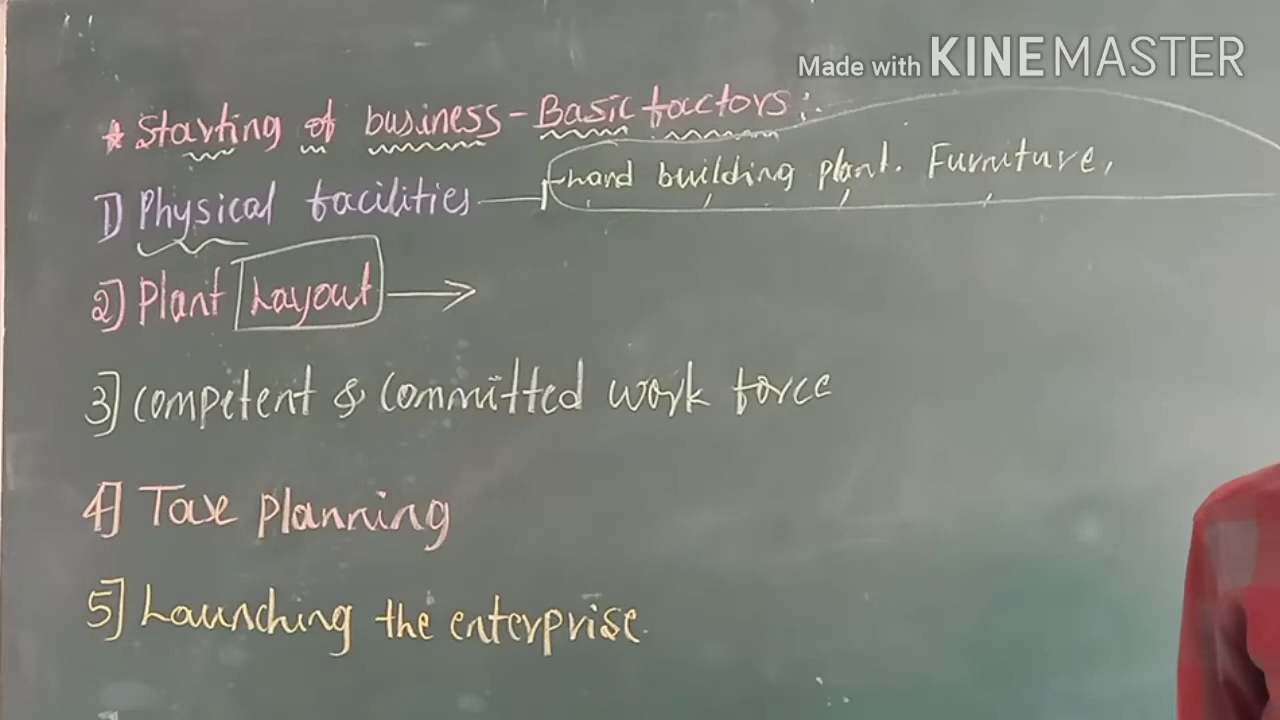 Made with KINEMASTER
* Starting of business - Basic factors:-
1] Physical facilities - Land building plant. Furniture,
2] Plant Layout →
3] Competent & Committed work force
4] Tax planning
5] Launching the enterprise.